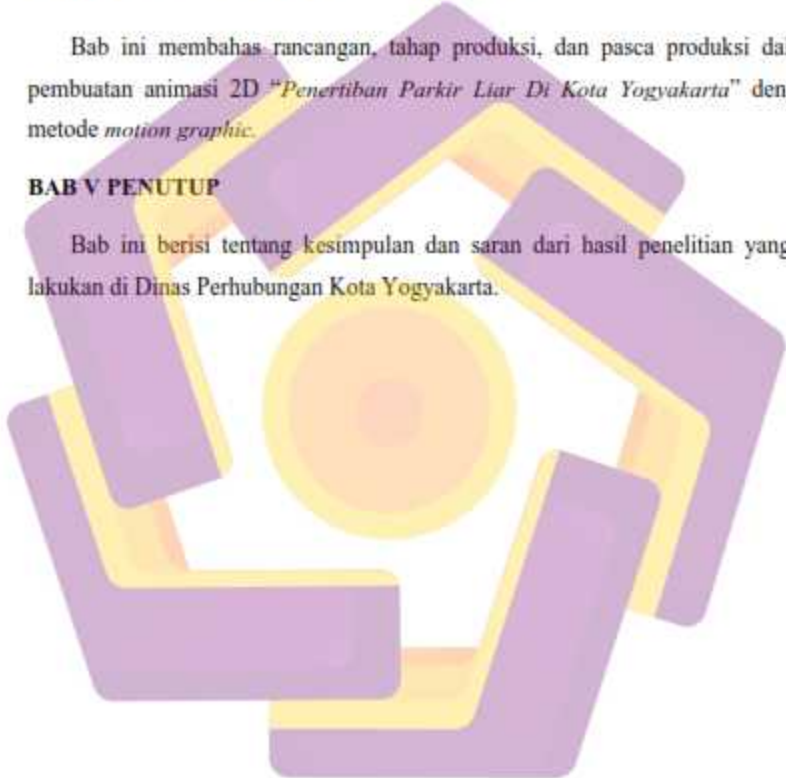 Bab ini membahas rancangan, tahap produksi, dan pasca produksi dal
pembuatan animasi 2D “Penertiban Parkir Liar Di Kota Yogyakarta” den
metode motion graphic.
BAB V PENUTUP
Bab ini berisi tentang kesimpulan dan saran dari hasil penelitian yang
lakukan di Dinas Perhubungan Kota Yogyakarta.